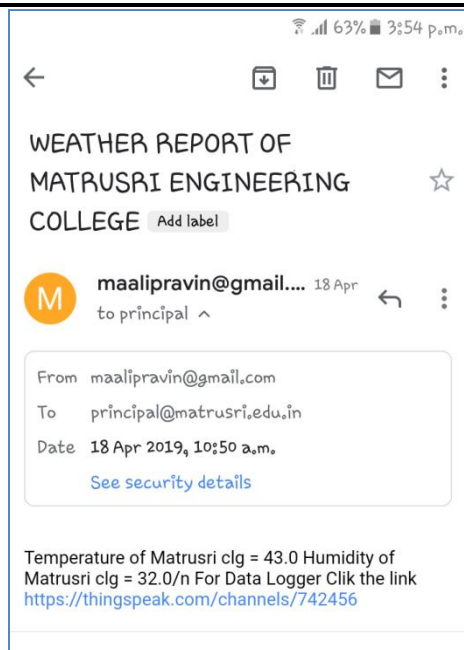 63% 3:54 p.m.
WEATHER REPORT OF
MATRUSRI ENGINEERING
COLLEGE Add label
M
maalipravin@gmail.... 18 Apr
to principal
From maalipravin@gmail.com
To principal@matrusri.edu.in
Date 18 Apr 2019, 10:50 a.m.
See security details
Temperature of Matrusri clg = 43.0 Humidity of
Matrusri clg = 32.0/n For Data Logger Clik the link
https://thingspeak.com/channels/742456